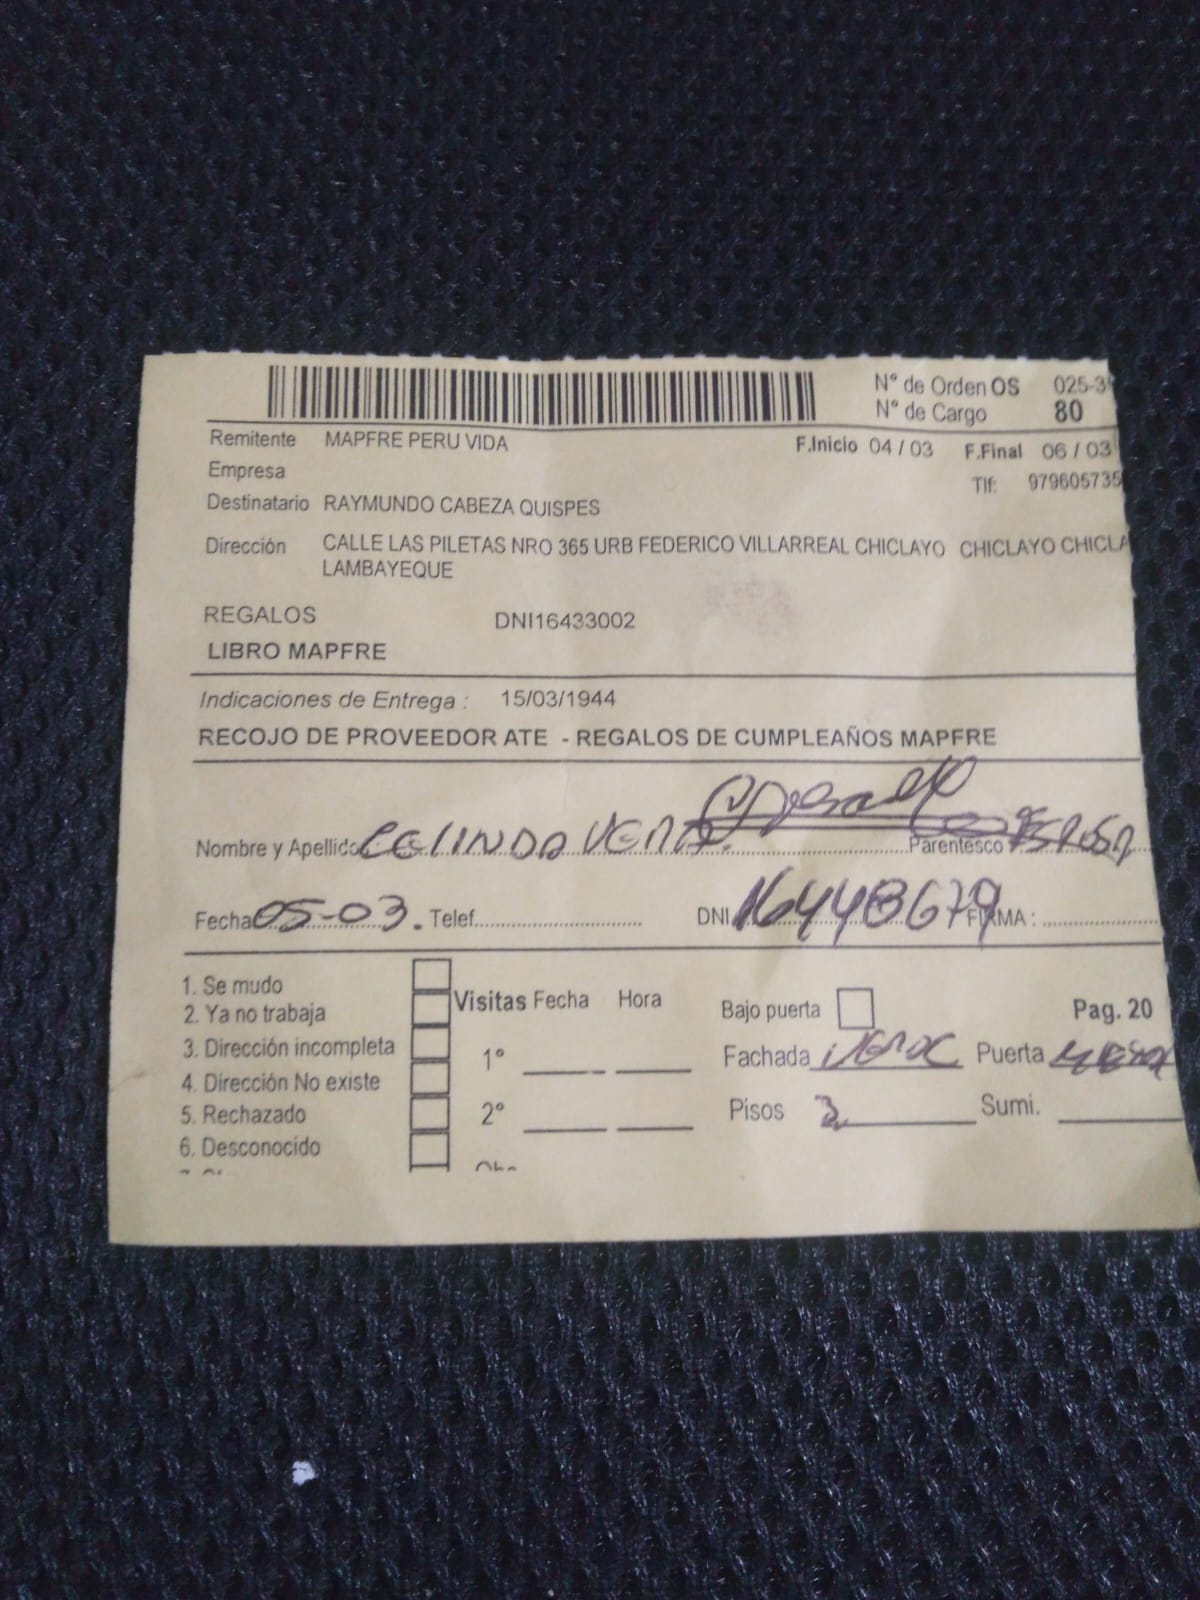 N° de Orden OS 025-39
N° de Cargo 80
Remitente MAPFRE PERU VIDA F.Inicio 04 / 03 F.Final 06 / 03
Empresa Tlf: 979605735
Destinatario RAYMUNDO CABEZA QUISPES
Dirección CALLE LAS PILETAS NRO 365 URB FEDERICO VILLARREAL CHICLAYO CHICLAYO CHICLA
LAMBAYEQUE
REGALOS DNI16433002
LIBRO MAPFRE
Indicaciones de Entrega : 15/03/1944
RECOJO DE PROVEEDOR ATE - REGALOS DE CUMPLEAÑOS MAPFRE
Nombre y Apellido CELINDA VERA Parentesco ESPOSA
Fecha 05-03. Telef. DNI 16448679 FIRMA :
1. Se mudo
2. Ya no trabaja
3. Dirección incompleta
4. Dirección No existe
5. Rechazado
6. Desconocido
Visitas Fecha Hora
1°
2°
Bajo puerta Pag. 20
Fachada Puerta
Pisos 3 Sumi.